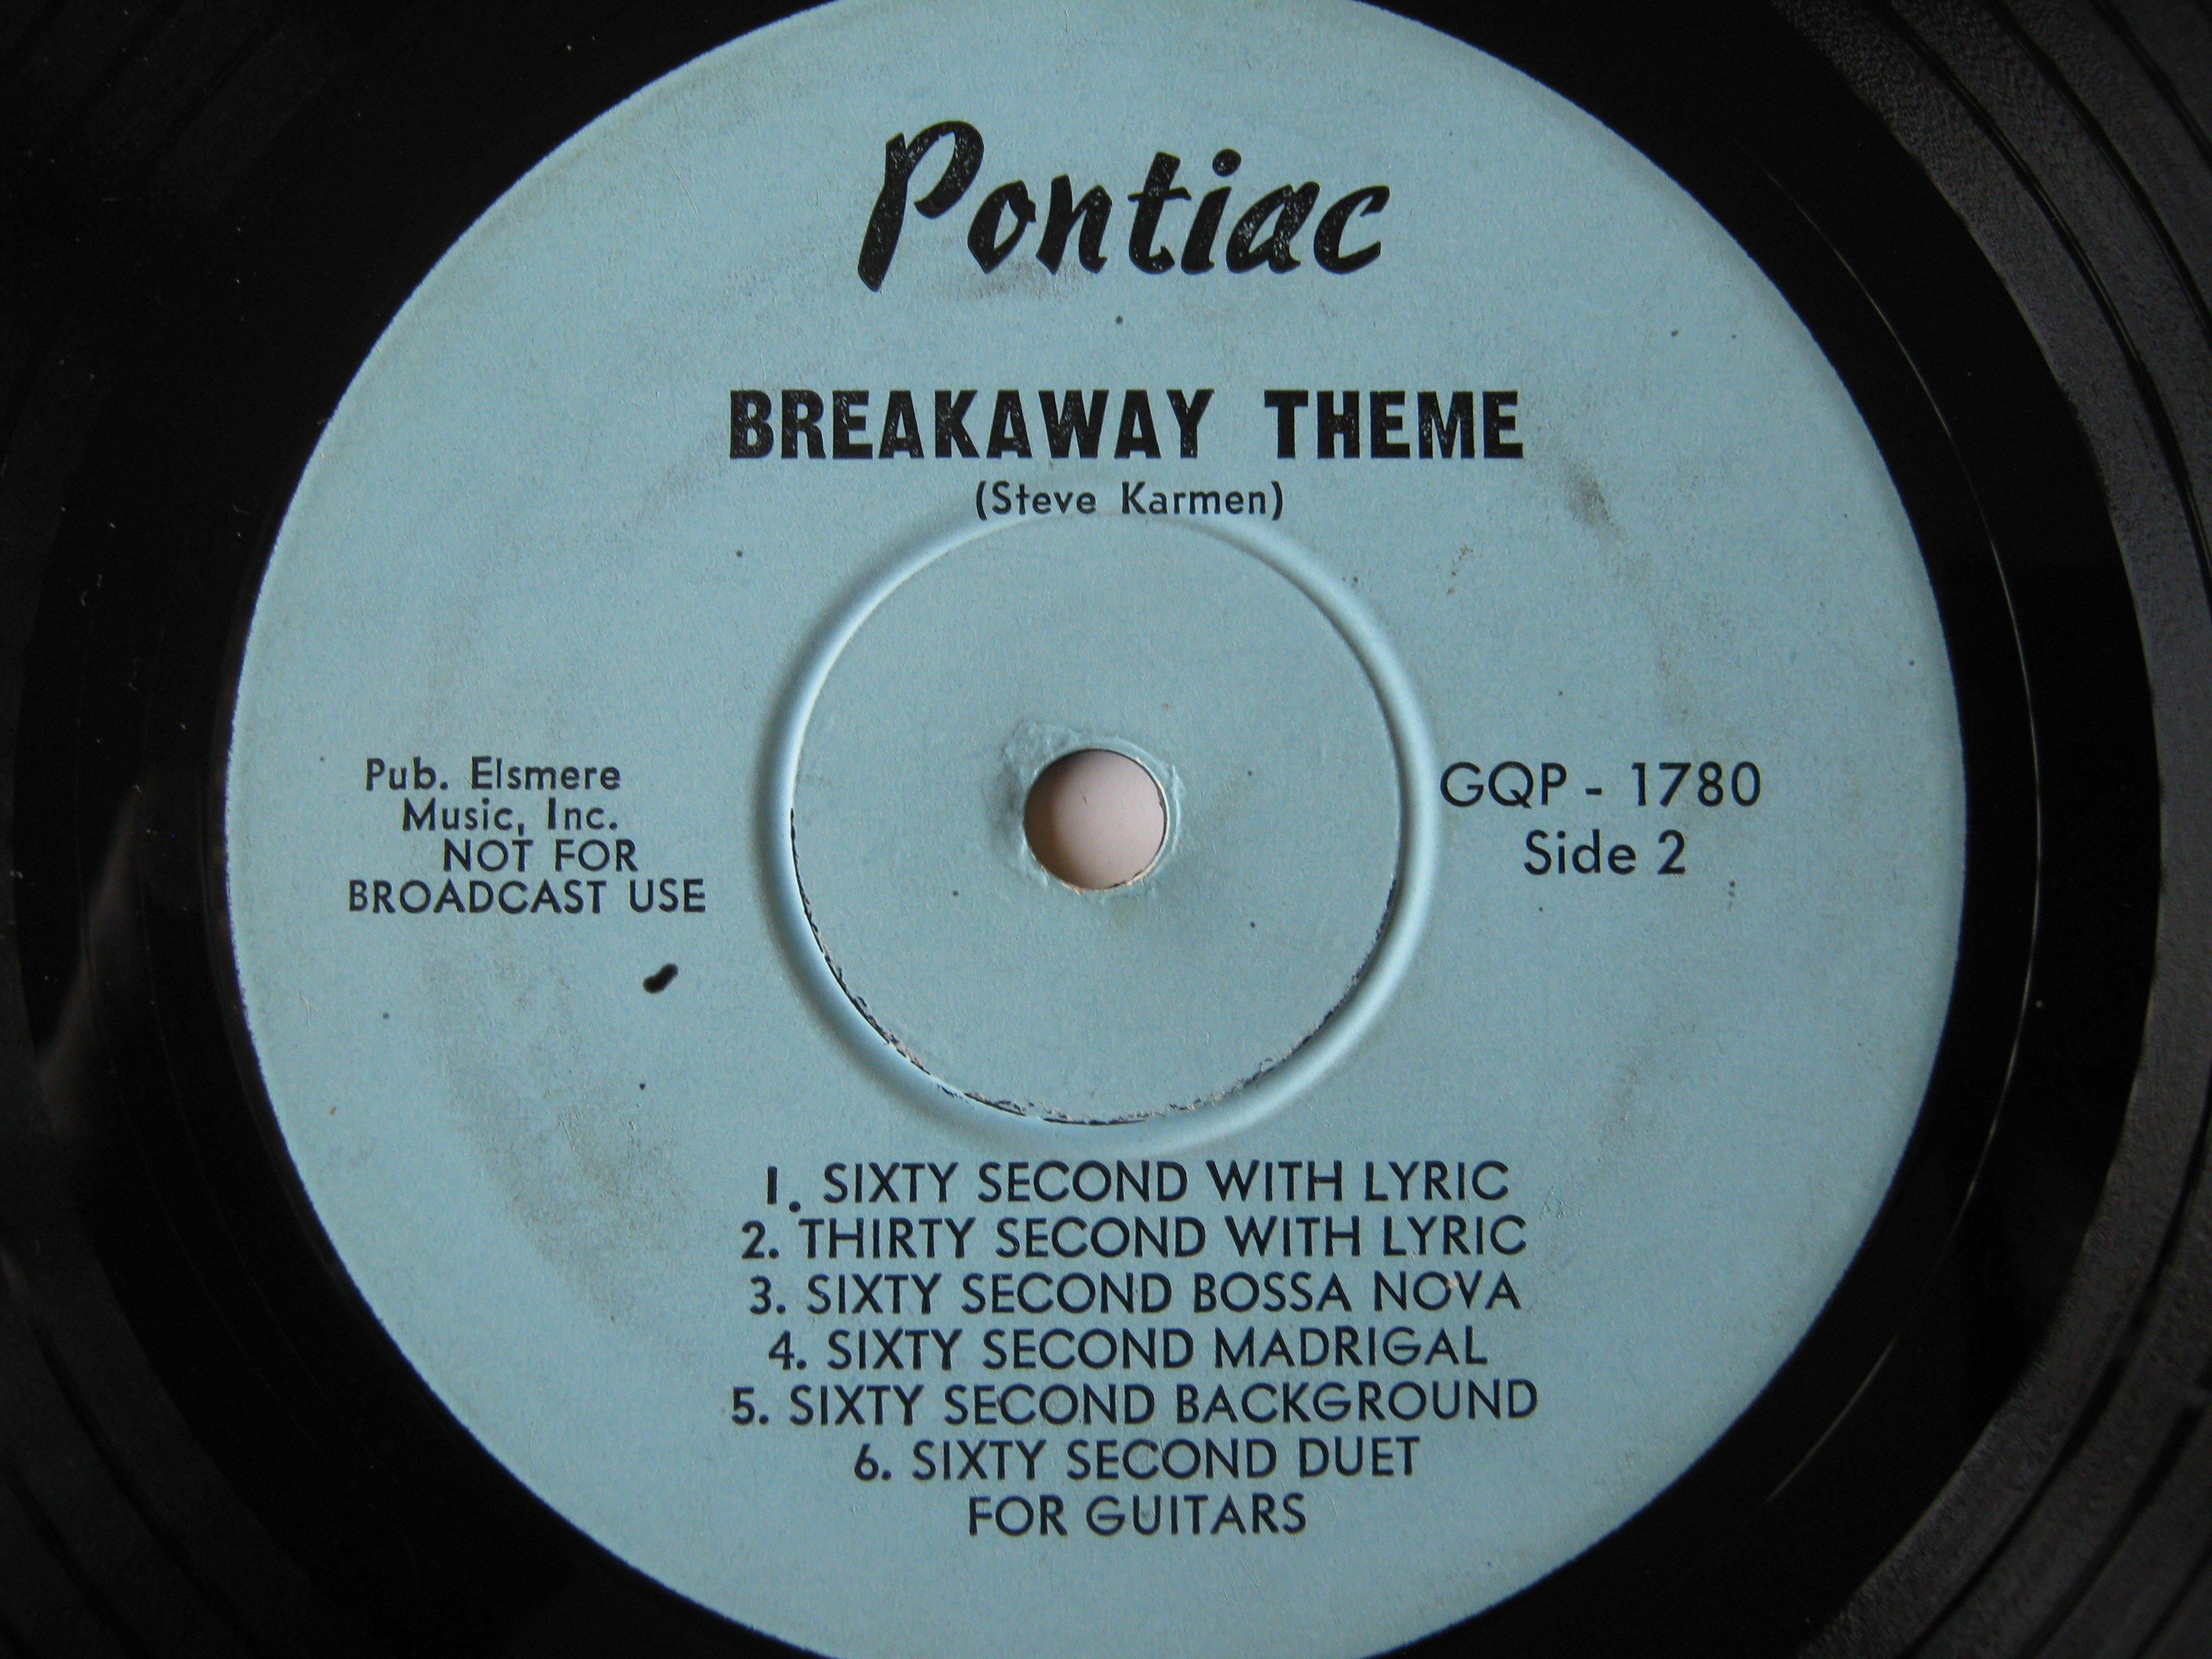 Pontiac
BREAKAWAY THEME
(Steve Karmen)
Pub. Elsmere
Music, Inc.
NOT FOR
BROADCAST USE
GQP - 1780
Side 2
1. SIXTY SECOND WITH LYRIC
2. THIRTY SECOND WITH LYRIC
3. SIXTY SECOND BOSSA NOVA
4. SIXTY SECOND MADRIGAL
5. SIXTY SECOND BACKGROUND
6. SIXTY SECOND DUET
FOR GUITARS